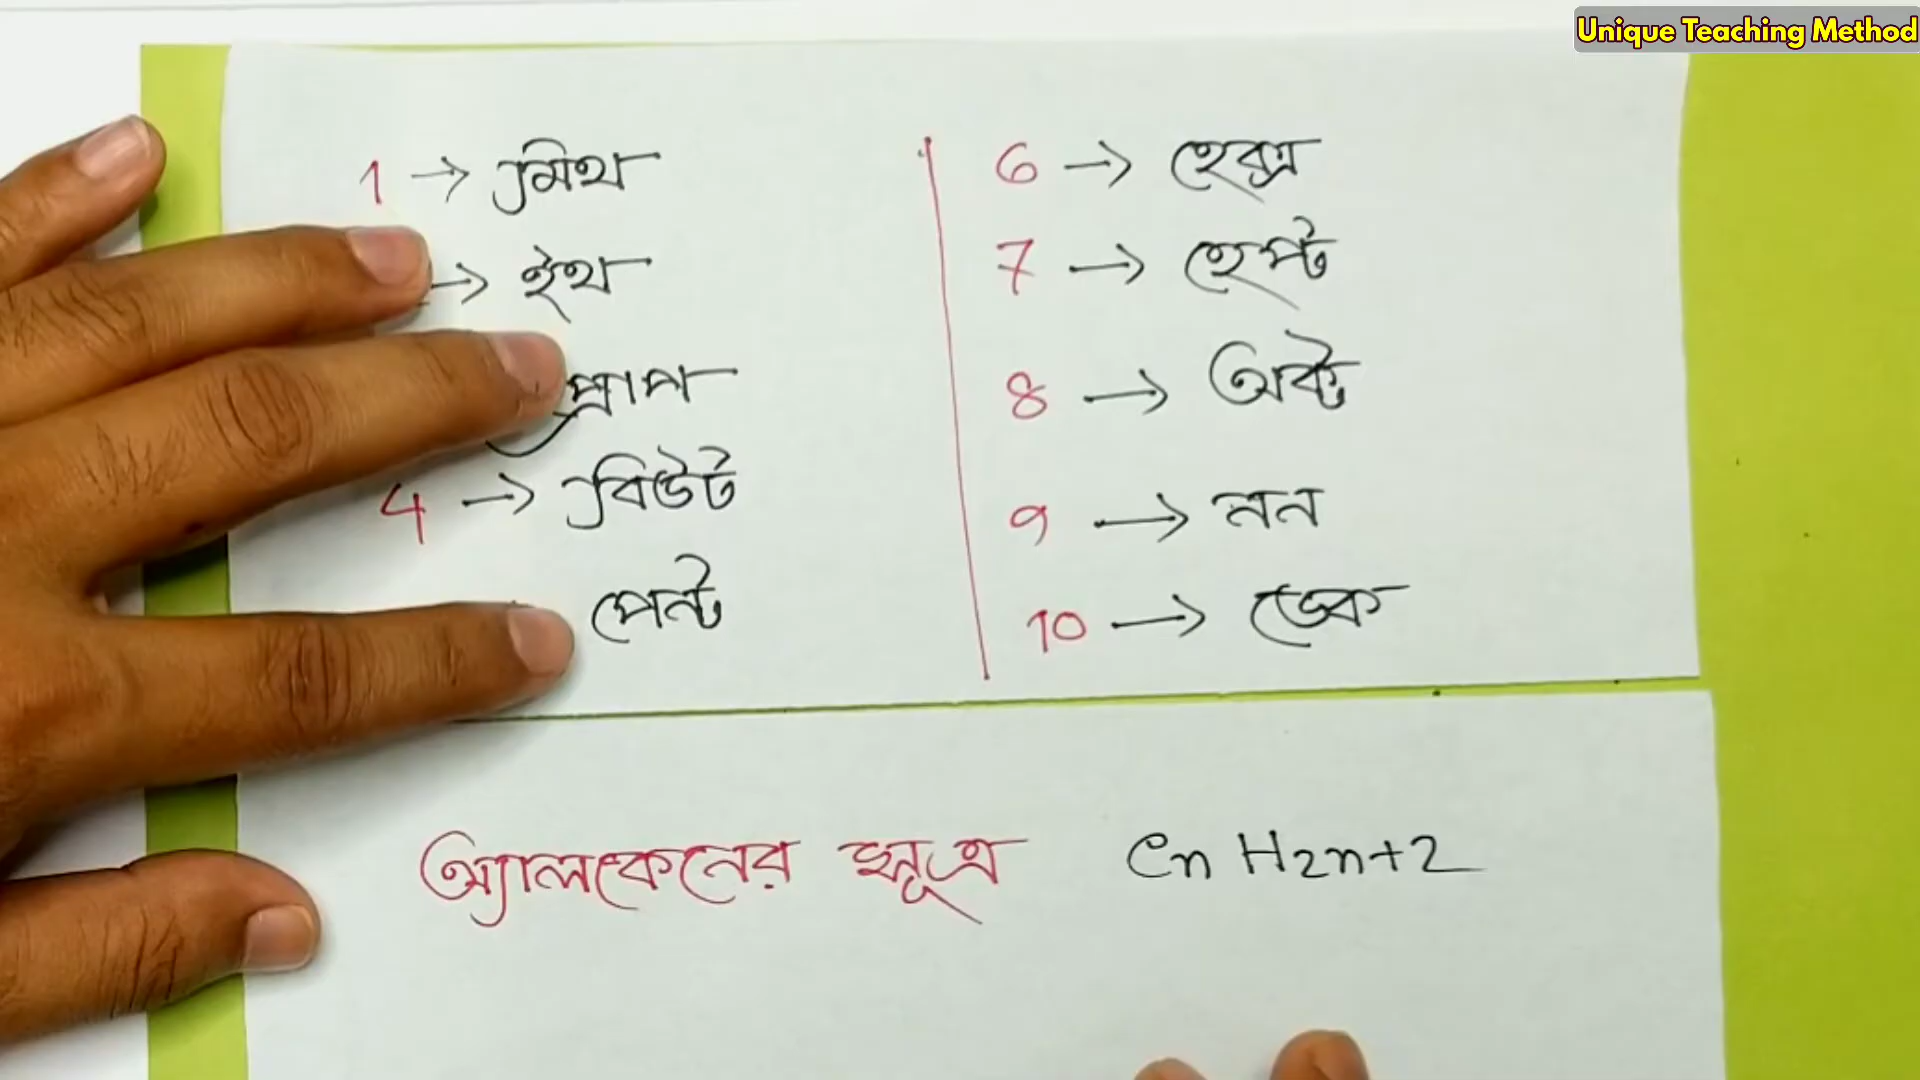 Unique Teaching Method
1 → মিথ
→ ইথ
প্রাপ
4 → বিউট
পেন্ট
6 → হেক্স
7 → হেপ্ট
8 → অক্ট
9 → নন
10 → ডেক
অ্যালকেনের সূত্র CnH2n+2